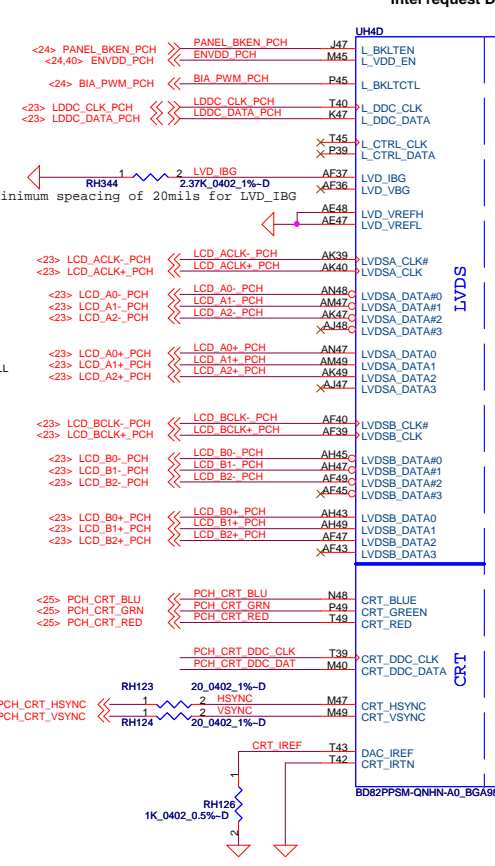 Intel request D
UH4D
<24> PANEL_BKEN_PCH PANEL_BKEN_PCH J47 L_BKLTEN
<24,40> ENVDD_PCH ENVDD_PCH M45 L_VDD_EN
<24> BIA_PWM_PCH BIA_PWM_PCH P45 L_BKLTCTL
<23> LDDC_CLK_PCH LDDC_CLK_PCH T40 L_DDC_CLK
<23> LDDC_DATA_PCH LDDC_DATA_PCH K47 L_DDC_DATA
T45 L_CTRL_CLK
P39 L_CTRL_DATA
1 2 LVD_IBG AF37 LVD_IBG
RH344 2.37K_0402_1%~D AF36 LVD_VBG
inimum speacing of 20mils for LVD_IBG
AE48 LVD_VREFH
AE47 LVD_VREFL
<23> LCD_ACLK-_PCH LCD_ACLK-_PCH AK39 LVDSA_CLK#
<23> LCD_ACLK+_PCH LCD_ACLK+_PCH AK40 LVDSA_CLK
LVDS
<23> LCD_A0-_PCH LCD_A0-_PCH AN48 LVDSA_DATA#0
<23> LCD_A1-_PCH LCD_A1-_PCH AM47 LVDSA_DATA#1
<23> LCD_A2-_PCH LCD_A2-_PCH AK47 LVDSA_DATA#2
AJ48 LVDSA_DATA#3
<23> LCD_A0+_PCH LCD_A0+_PCH AN47 LVDSA_DATA0
<23> LCD_A1+_PCH LCD_A1+_PCH AM49 LVDSA_DATA1
LL
<23> LCD_A2+_PCH LCD_A2+_PCH AK49 LVDSA_DATA2
AJ47 LVDSA_DATA3
<23> LCD_BCLK-_PCH LCD_BCLK-_PCH AF40 LVDSB_CLK#
<23> LCD_BCLK+_PCH LCD_BCLK+_PCH AF39 LVDSB_CLK
<23> LCD_B0-_PCH LCD_B0-_PCH AH45 LVDSB_DATA#0
<23> LCD_B1-_PCH LCD_B1-_PCH AH47 LVDSB_DATA#1
<23> LCD_B2-_PCH LCD_B2-_PCH AF49 LVDSB_DATA#2
AF45 LVDSB_DATA#3
<23> LCD_B0+_PCH LCD_B0+_PCH AH43 LVDSB_DATA0
<23> LCD_B1+_PCH LCD_B1+_PCH AH49 LVDSB_DATA1
<23> LCD_B2+_PCH LCD_B2+_PCH AF47 LVDSB_DATA2
AF43 LVDSB_DATA3
<25> PCH_CRT_BLU PCH_CRT_BLU N48 CRT_BLUE
<25> PCH_CRT_GRN PCH_CRT_GRN P49 CRT_GREEN
<25> PCH_CRT_RED PCH_CRT_RED T49 CRT_RED
PCH_CRT_DDC_CLK T39 CRT_DDC_CLK
PCH_CRT_DDC_DAT M40 CRT_DDC_DATA
CRT
RH123 20_0402_1%~D
PCH_CRT_HSYNC 1 2 HSYNC M47 CRT_HSYNC
PCH_CRT_VSYNC 1 2 VSYNC M49 CRT_VSYNC
RH124 20_0402_1%~D
CRT_IREF T43 DAC_IREF
T42 CRT_IRTN
1
RH126
1K_0402_0.5%~D
2
BD82PPSM-QNHN-A0_BGA98